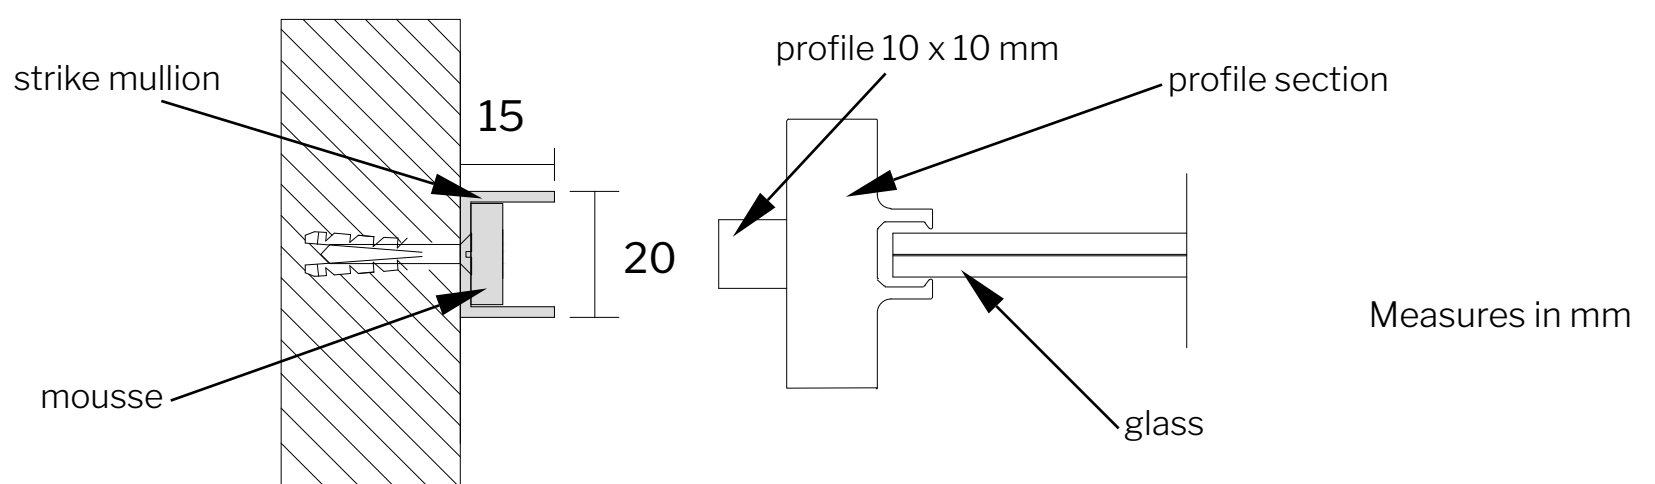 profile 10 x 10 mm
strike mullion
profile section
15
20
Measures in mm
mousse
glass